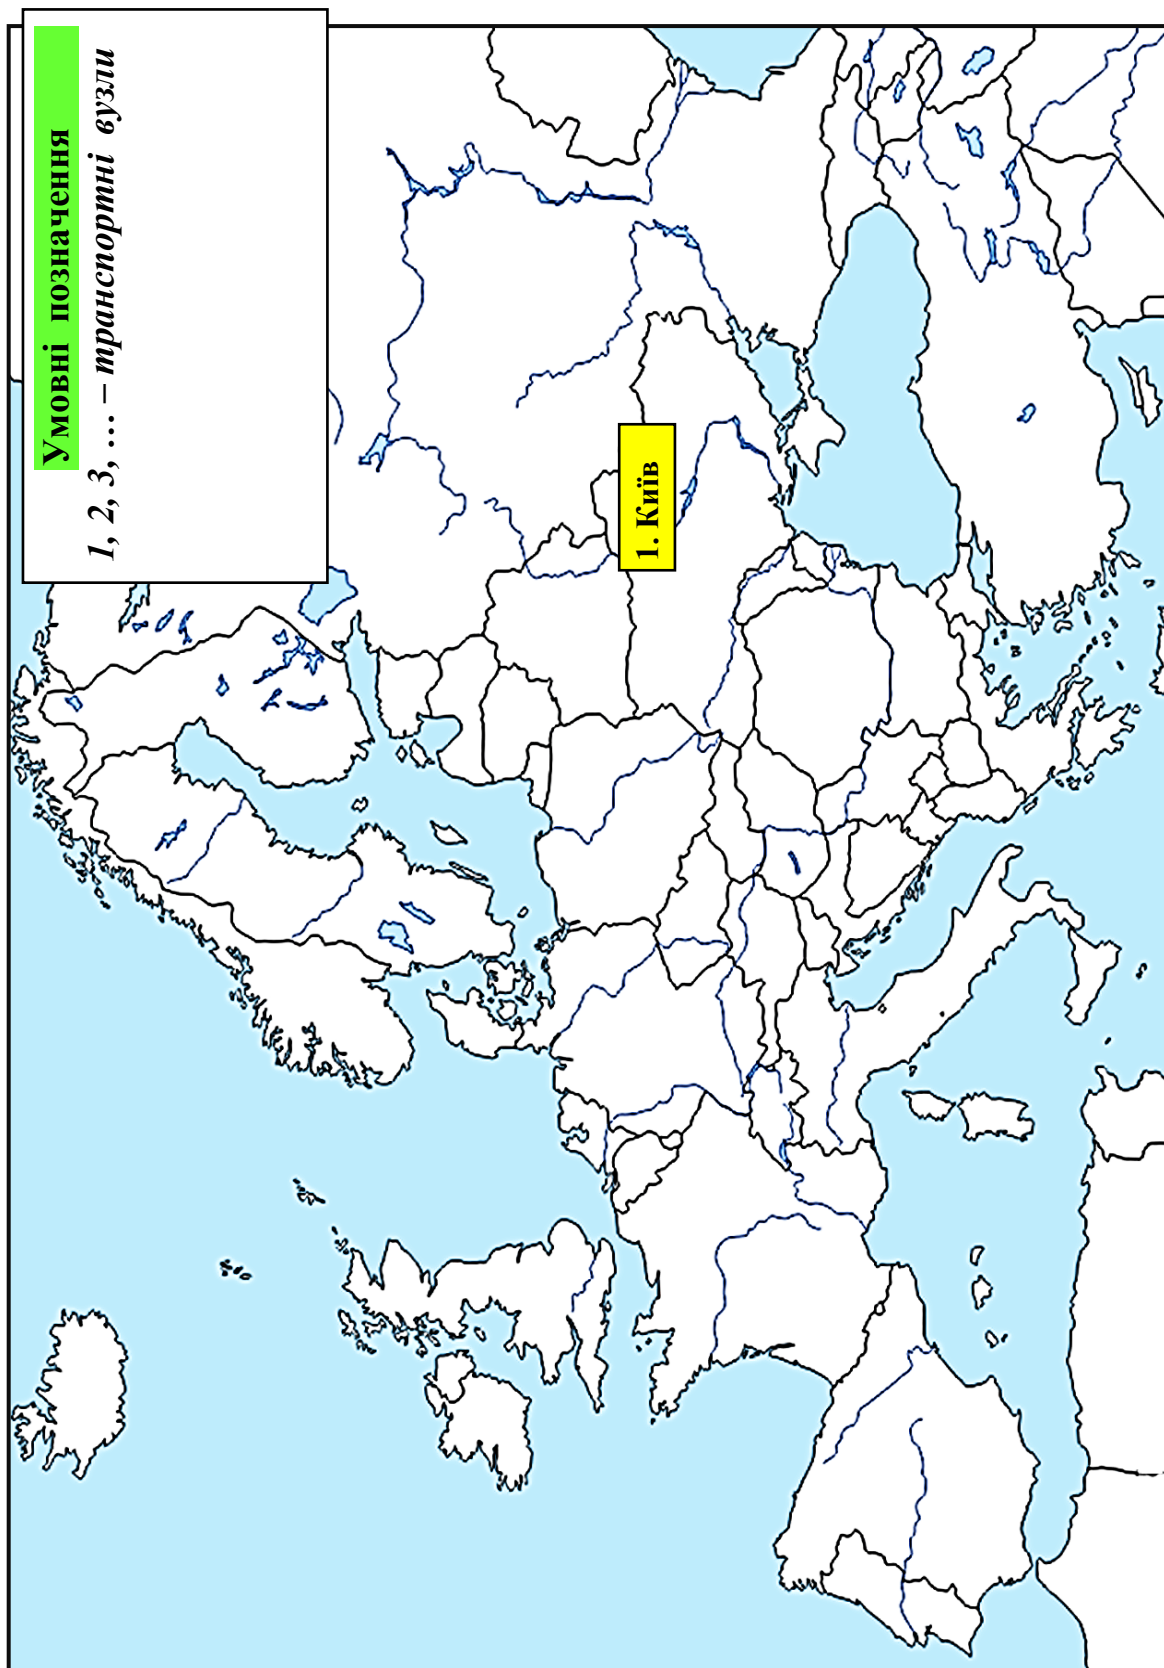 Умовні позначення
1, 2, 3, … – транспортні вузли
1. Київ